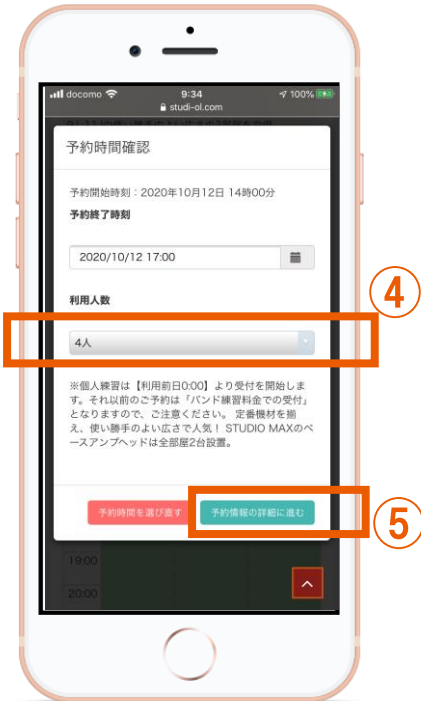 docomo 9:34 100%
studi-ol.com
予約時間確認
予約開始時刻：2020年10月12日 14時00分
予約終了時刻
2020/10/12 17:00
④
利用人数
4人
※個人練習は【利用前日0:00】より受付を開始しま
す。それ以前のご予約は「バンド練習料金での受付」
となりますので、ご注意ください。 定番機材を揃
え、使い勝手のよい広さで人気！ STUDIO MAXのベ
ースアンプヘッドは全部屋2台設置。
予約時間を選び直す 予約情報の詳細に進む
⑤
19:00
20:00